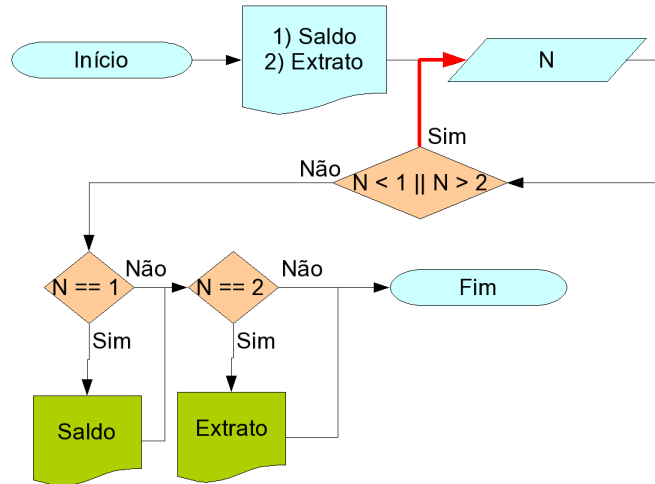 Início
1) Saldo
2) Extrato
N
Sim
Não
N < 1 || N > 2
N == 1
Não
N == 2
Não
Fim
Sim
Sim
Saldo
Extrato